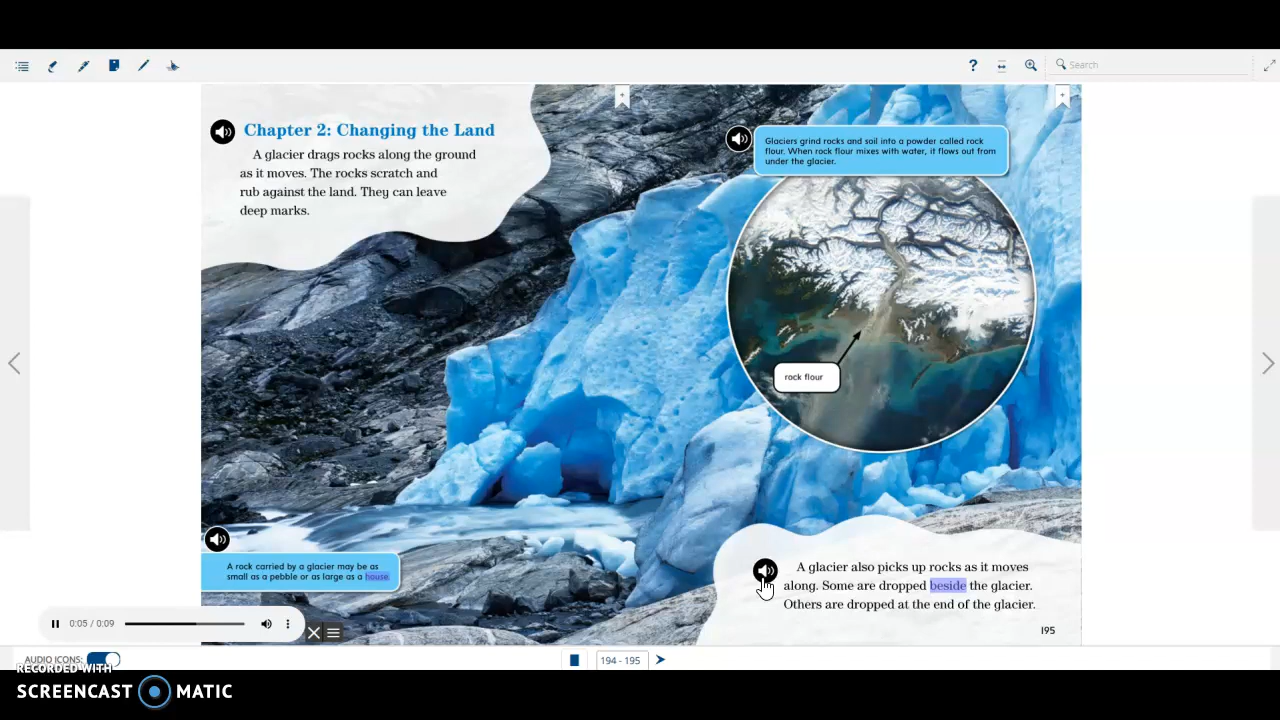 ?
Search
Chapter 2: Changing the Land
A glacier drags rocks along the ground
as it moves. The rocks scratch and
rub against the land. They can leave
deep marks.
Glaciers grind rocks and soil into a powder called rock
flour. When rock flour mixes with water, it flows out from
under the glacier.
rock flour
A rock carried by a glacier may be as
small as a pebble or as large as a house.
A glacier also picks up rocks as it moves
along. Some are dropped beside the glacier.
Others are dropped at the end of the glacier.
195
0:05 / 0:09
AUDIO ICONS:
194 - 195
RECORDED WITH
SCREENCAST MATIC